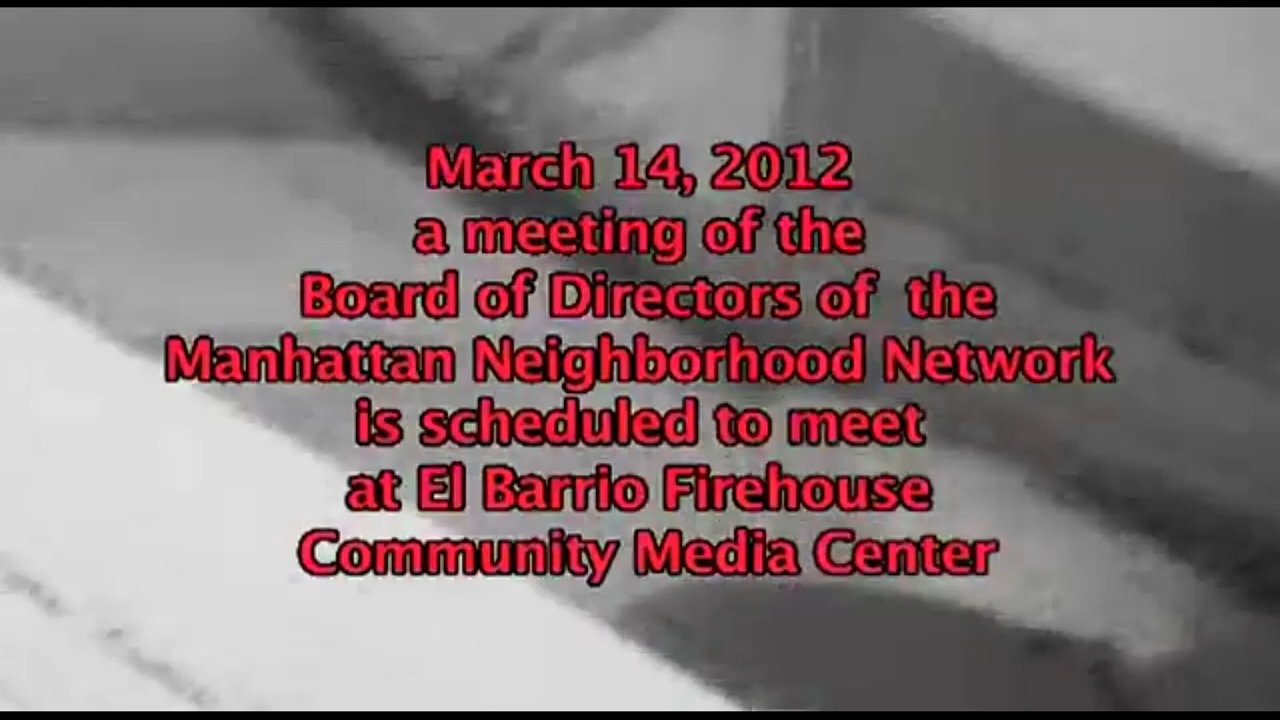 March 14, 2012
a meeting of the
Board of Directors of  the
Manhattan Neighborhood Network
is scheduled to meet
at El Barrio Firehouse
Community Media Center